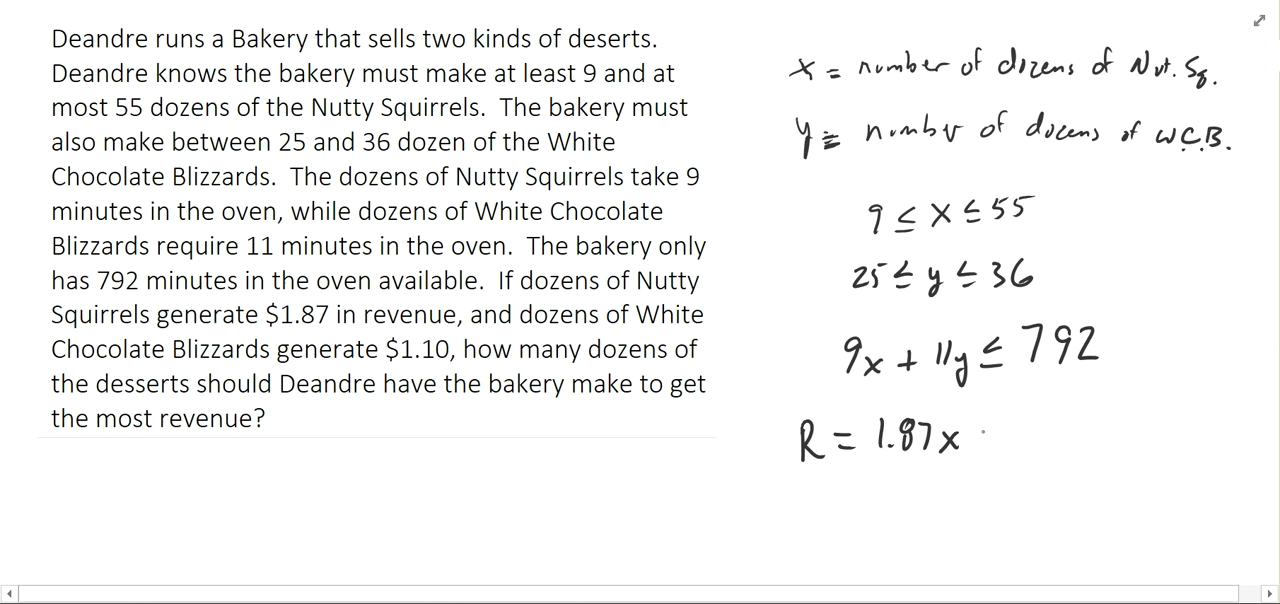 Deandre runs a Bakery that sells two kinds of deserts.
Deandre knows the bakery must make at least 9 and at
most 55 dozens of the Nutty Squirrels. The bakery must
also make between 25 and 36 dozen of the White
Chocolate Blizzards. The dozens of Nutty Squirrels take 9
minutes in the oven, while dozens of White Chocolate
Blizzards require 11 minutes in the oven. The bakery only
has 792 minutes in the oven available. If dozens of Nutty
Squirrels generate $1.87 in revenue, and dozens of White
Chocolate Blizzards generate $1.10, how many dozens of
the desserts should Deandre have the bakery make to get
the most revenue?
x = number of dozens of Nut. Sq.
y = number of dozens of W.C.B.
9 ≤ x ≤ 55
25 ≤ y ≤ 36
9x + 11y ≤ 792
R = 1.87x